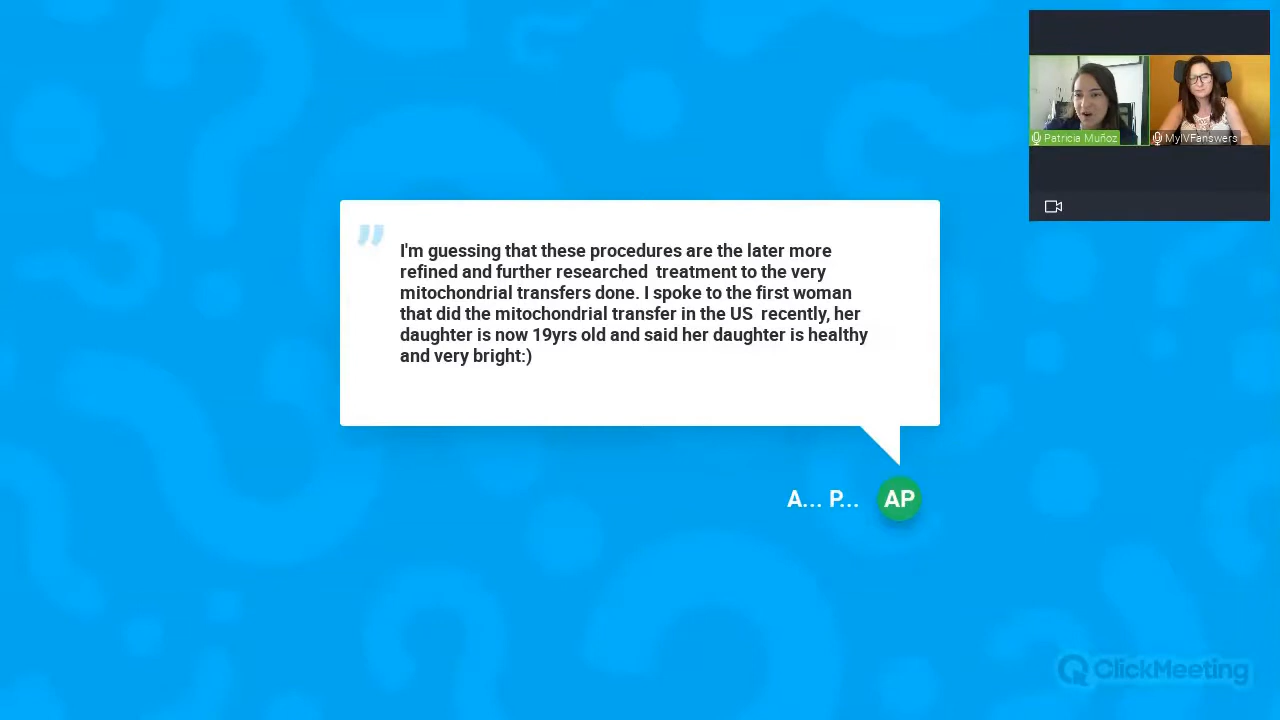 Patricia Muñoz
MyIVFanswers
I'm guessing that these procedures are the later more
refined and further researched  treatment to the very
mitochondrial transfers done. I spoke to the first woman
that did the mitochondrial transfer in the US  recently, her
daughter is now 19yrs old and said her daughter is healthy
and very bright:)
A... P...
AP
ClickMeeting